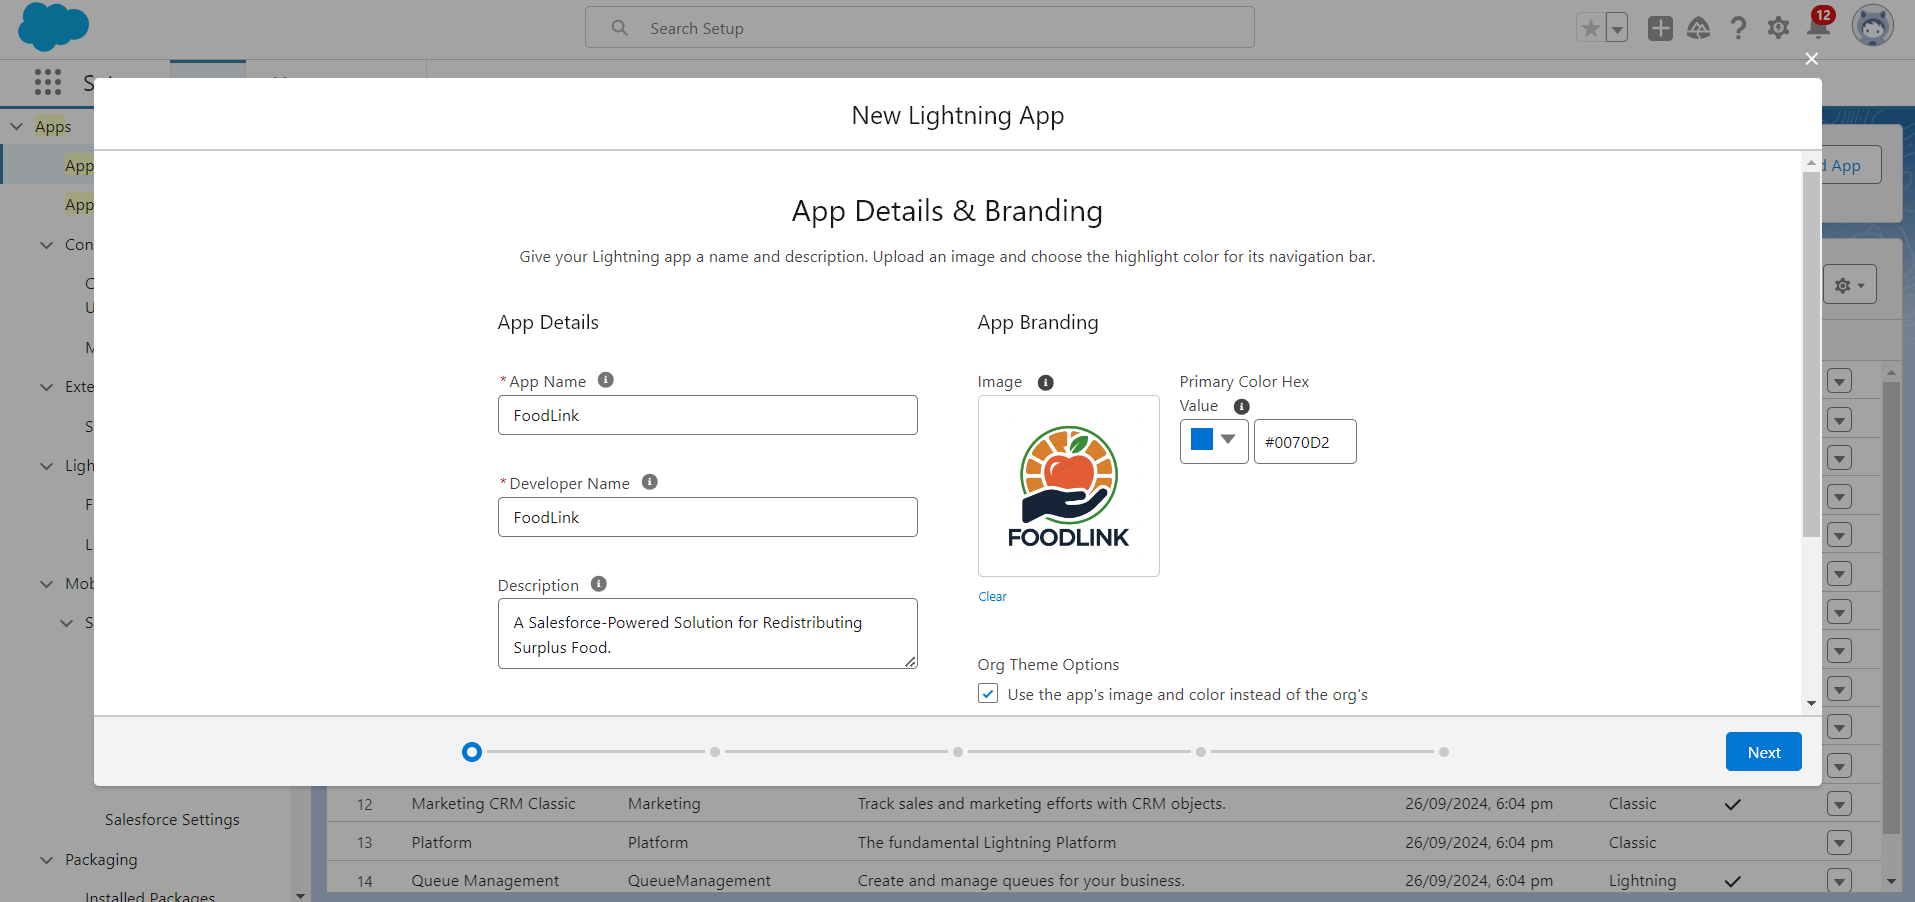 Search Setup
12
New Lightning App
Apps
App
App
d App
App Details & Branding
Give your Lightning app a name and description. Upload an image and choose the highlight color for its navigation bar.
App Details
App Branding
*App Name
FoodLink
*Developer Name
FoodLink
Description
A Salesforce-Powered Solution for Redistributing
Surplus Food.
Image
FOODLINK
Clear
Primary Color Hex
Value
#0070D2
Org Theme Options
Use the app's image and color instead of the org's
Next
Con
Exte
Ligh
Mob
Salesforce Settings
Packaging
Installed Packages
12 Marketing CRM Classic Marketing Track sales and marketing efforts with CRM objects. 26/09/2024, 6:04 pm Classic
13 Platform Platform The fundamental Lightning Platform 26/09/2024, 6:04 pm Classic
14 Queue Management QueueManagement Create and manage queues for your business. 26/09/2024, 6:04 pm Lightning